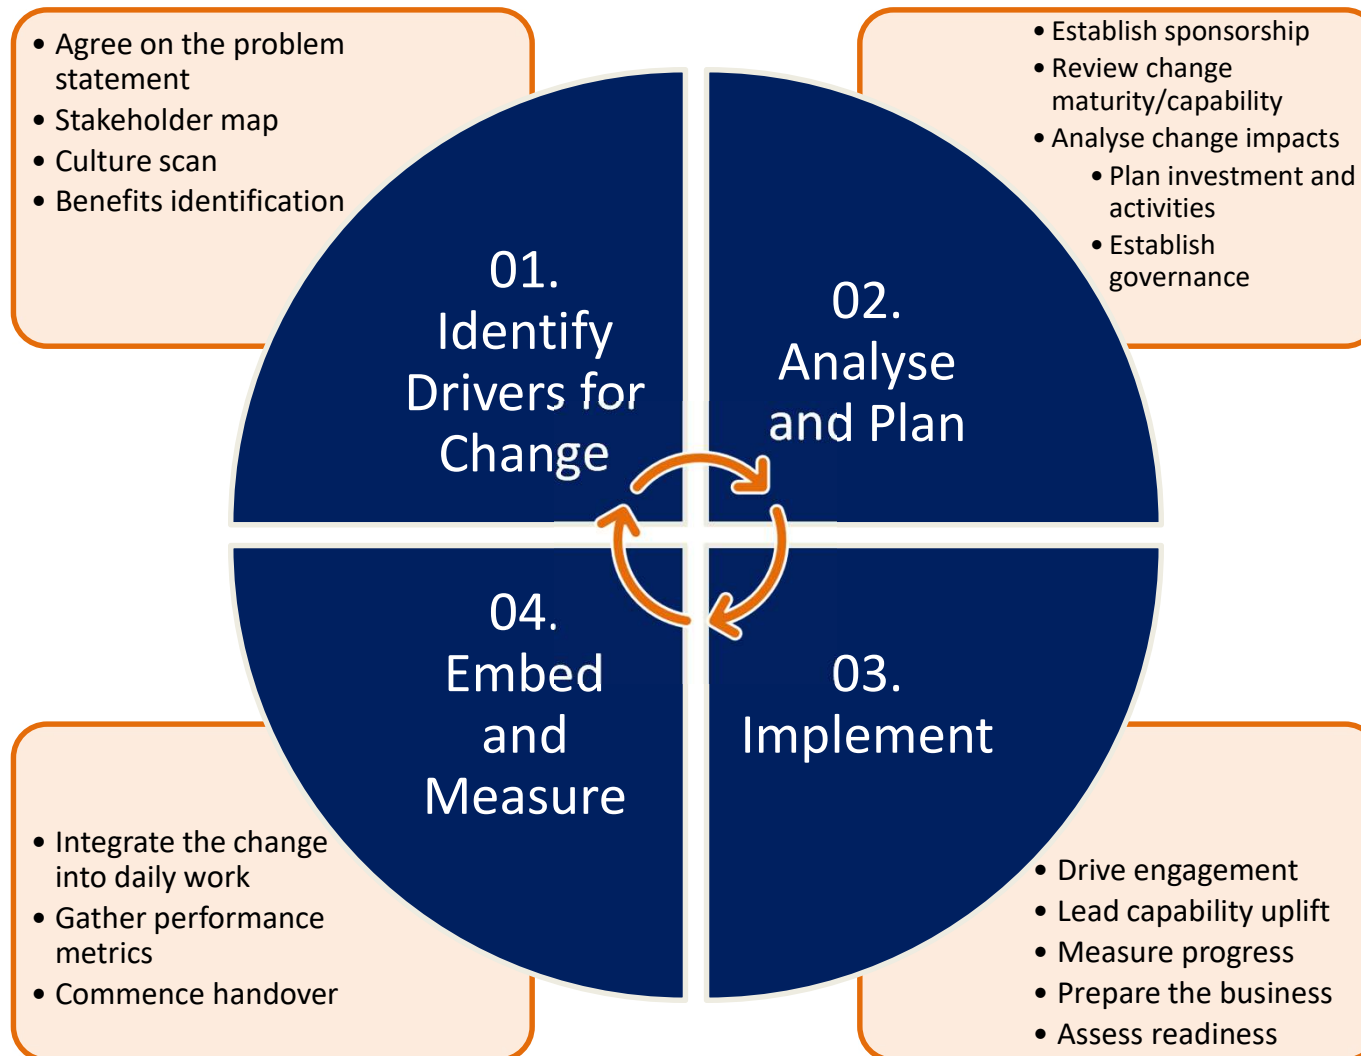 • Agree on the problem
statement
• Stakeholder map
• Culture scan
• Benefits identification
• Establish sponsorship
• Review change
maturity/capability
• Analyse change impacts
• Plan investment and
activities
• Establish
governance
01.
Identify
Drivers for
Change
02.
Analyse
and Plan
04.
Embed
and
Measure
03.
Implement
• Integrate the change
into daily work
• Gather performance
metrics
• Commence handover
• Drive engagement
• Lead capability uplift
• Measure progress
• Prepare the business
• Assess readiness